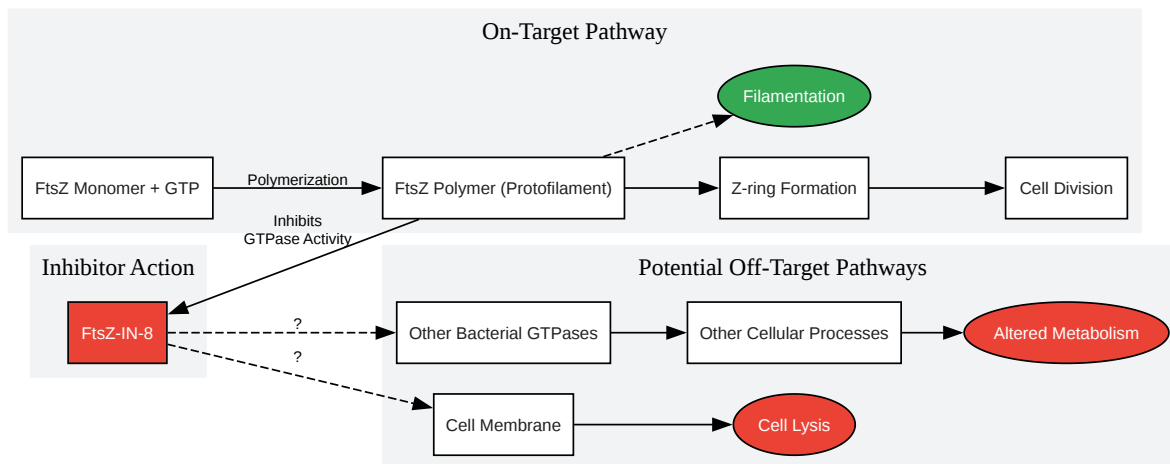 On-Target Pathway
Filamentation
FtsZ Monomer + GTP
Polymerization
FtsZ Polymer (Protofilament)
Z-ring Formation
Cell Division
Inhibits
GTPase Activity
Inhibitor Action
Potential Off-Target Pathways
FtsZ-IN-8
?
Other Bacterial GTPases
Other Cellular Processes
Altered Metabolism
?
Cell Membrane
Cell Lysis